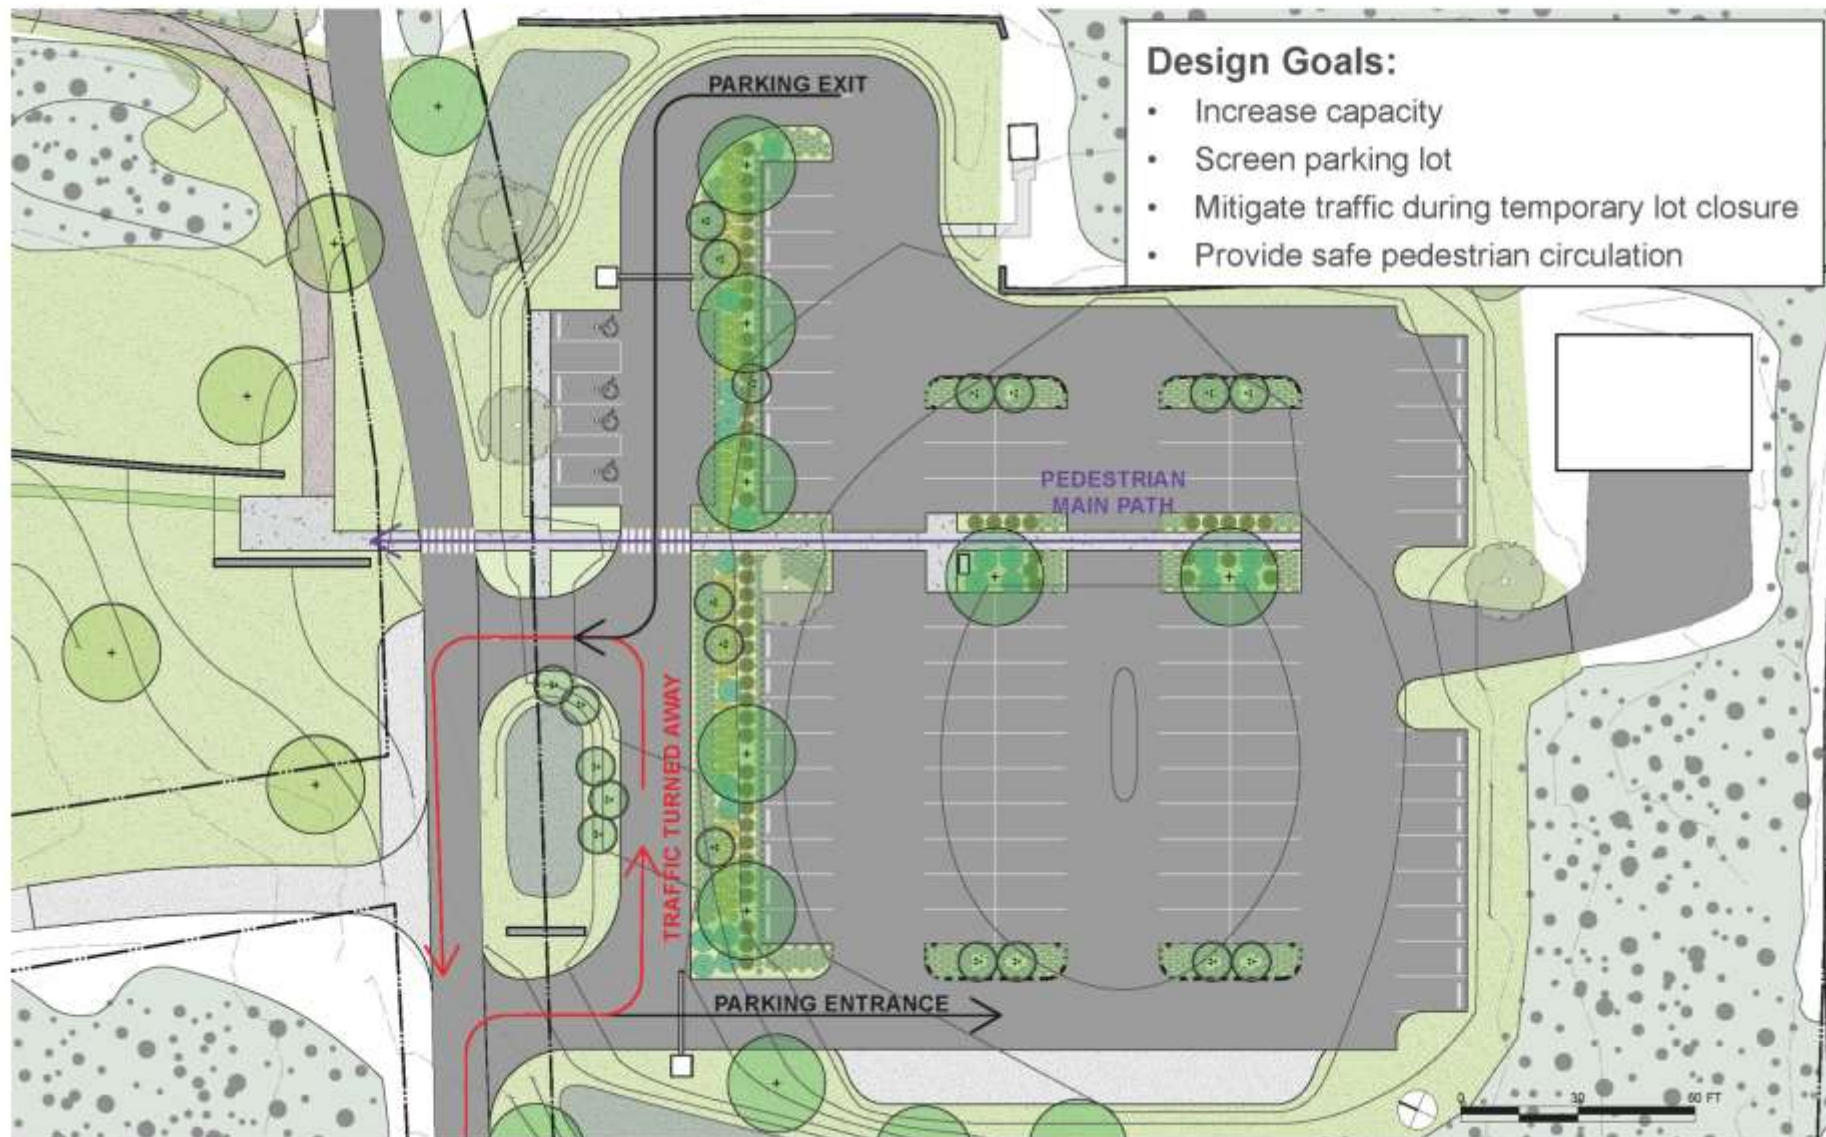 Design Goals:
• Increase capacity
• Screen parking lot
• Mitigate traffic during temporary lot closure
• Provide safe pedestrian circulation
PARKING EXIT
PEDESTRIAN
MAIN PATH
TRAFFIC TURNED AWAY
PARKING ENTRANCE
0 30 60 FT